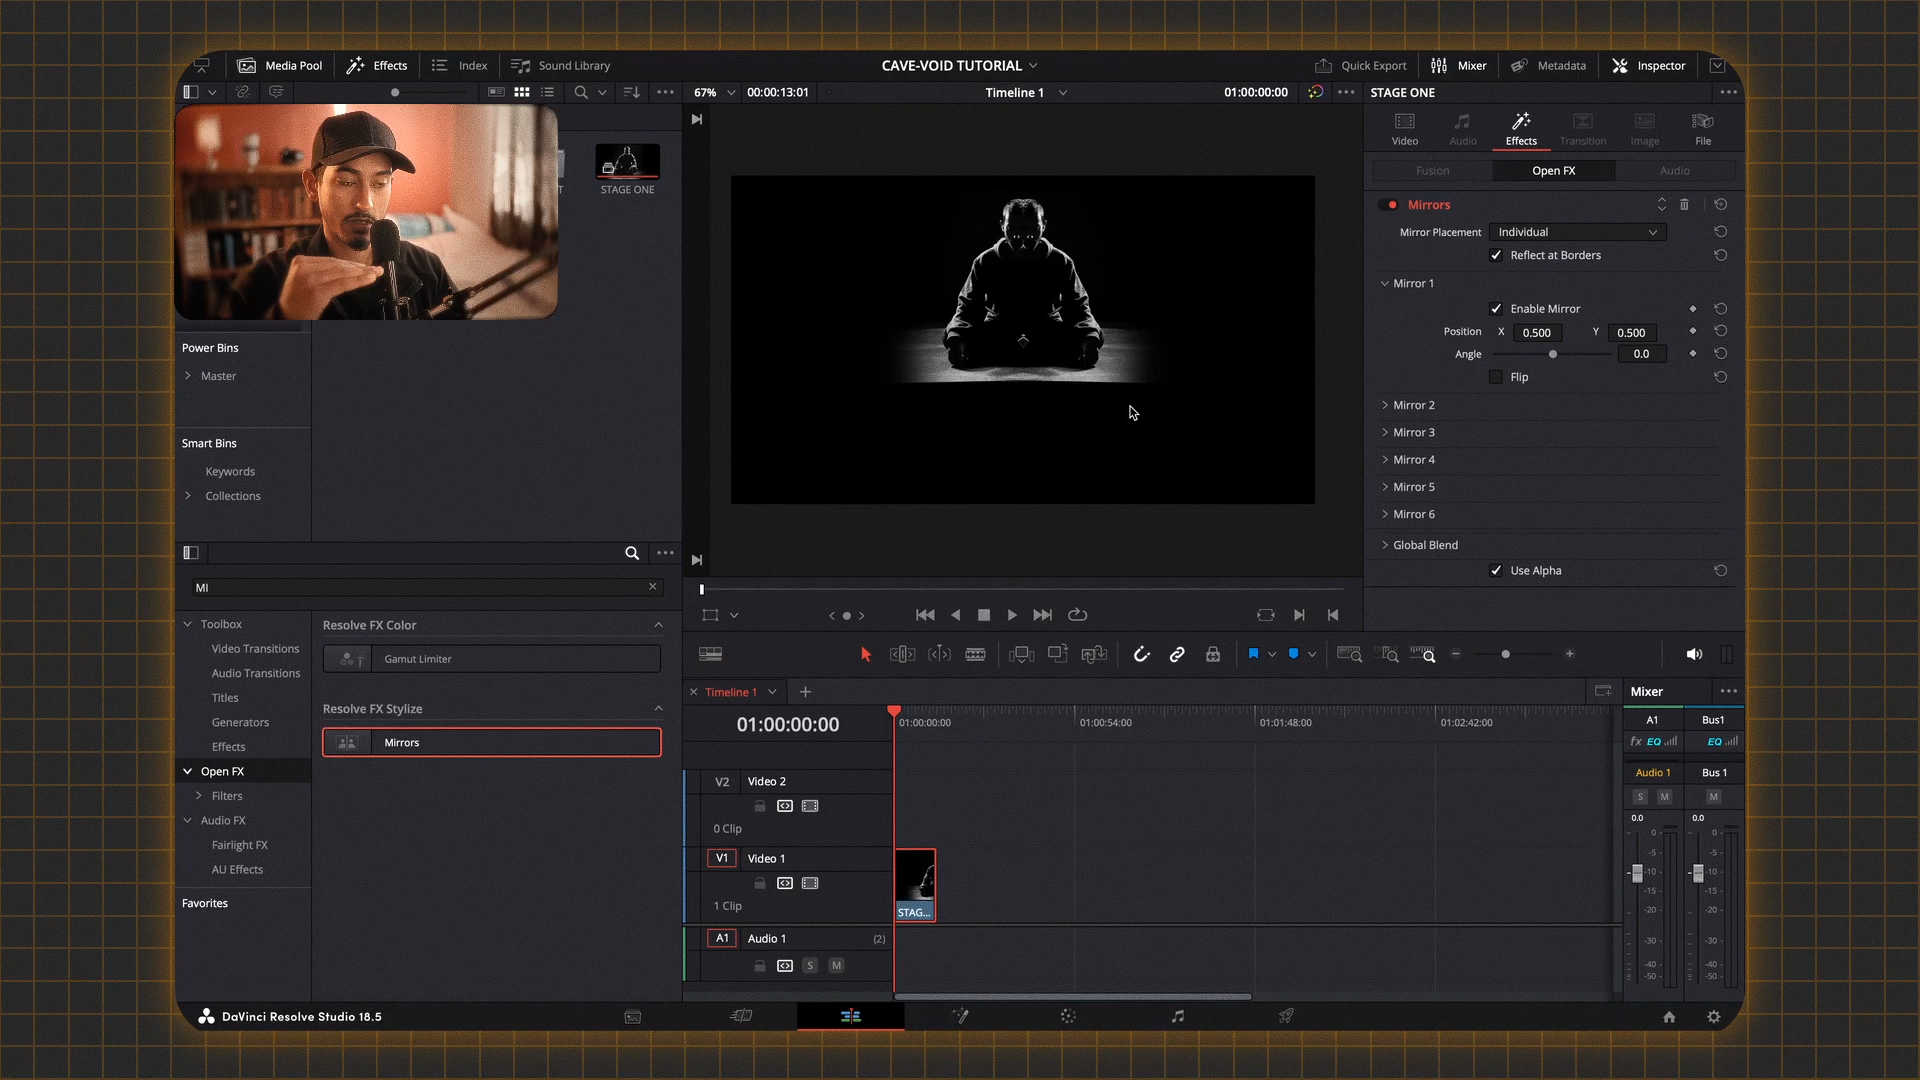 Media Pool
Effects
Index
Sound Library
CAVE-VOID TUTORIAL
Quick Export
Mixer
Metadata
Inspector
67%
00:00:13:01
Timeline 1
01:00:00:00
STAGE ONE
Video
Audio
Effects
Transition
Image
File
T
STAGE ONE
Fusion
Open FX
Audio
Mirrors
Mirror Placement
Individual
Reflect at Borders
Mirror 1
Enable Mirror
Position X 0.500 Y 0.500
Angle 0.0
Flip
Mirror 2
Mirror 3
Mirror 4
Mirror 5
Mirror 6
Global Blend
Use Alpha
Power Bins
Master
Smart Bins
Keywords
Collections
MI
Toolbox
Video Transitions
Audio Transitions
Titles
Generators
Effects
Open FX
Filters
Audio FX
Fairlight FX
AU Effects
Favorites
Resolve FX Color
Gamut Limiter
Resolve FX Stylize
Mirrors
Timeline 1
01:00:00:00
01:00:00:00
01:00:54:00
01:01:48:00
01:02:42:00
V2 Video 2
0 Clip
V1 Video 1
1 Clip
STAG...
A1 Audio 1 (2)
S M
Mixer
A1 Bus1
fx EQ EQ
Audio 1 Bus 1
S M M
0.0 0.0
0 0
-5 -5
-10 -10
-15 -15
-20 -20
-30 -30
-40 -40
-50 -50
DaVinci Resolve Studio 18.5